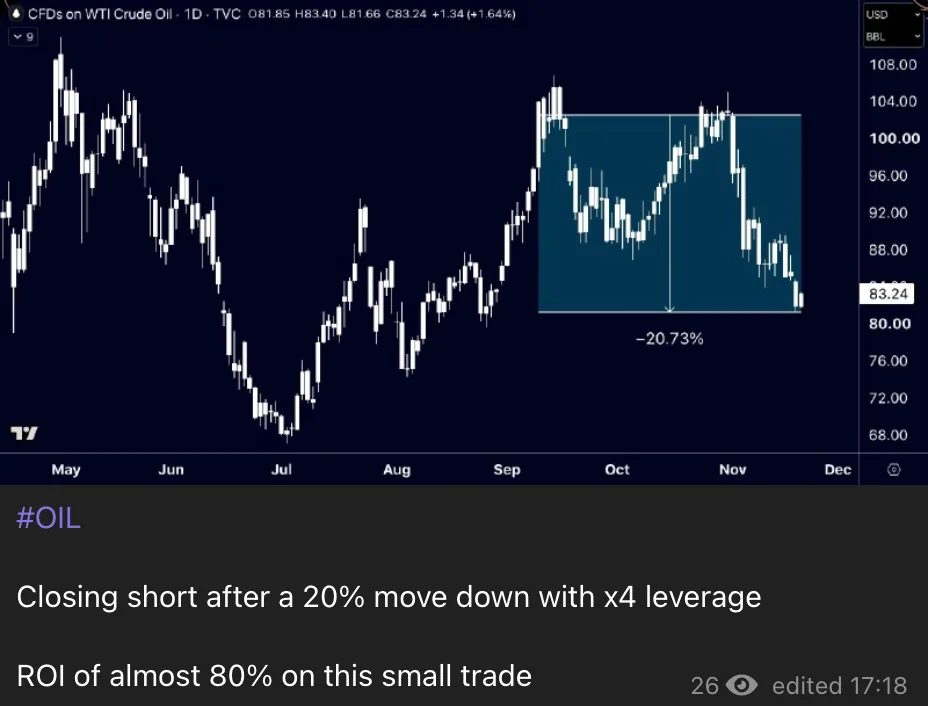 CFDs on WTI Crude Oil · 1D · TVC O81.85 H83.40 L81.66 C83.24 +1.34 (+1.64%)
9
USD
BBL
108.00
104.00
100.00
96.00
92.00
88.00
83.24
80.00
76.00
72.00
68.00
−20.73%
May Jun Jul Aug Sep Oct Nov Dec
#OIL
Closing short after a 20% move down with x4 leverage
ROI of almost 80% on this small trade
26 edited 17:18